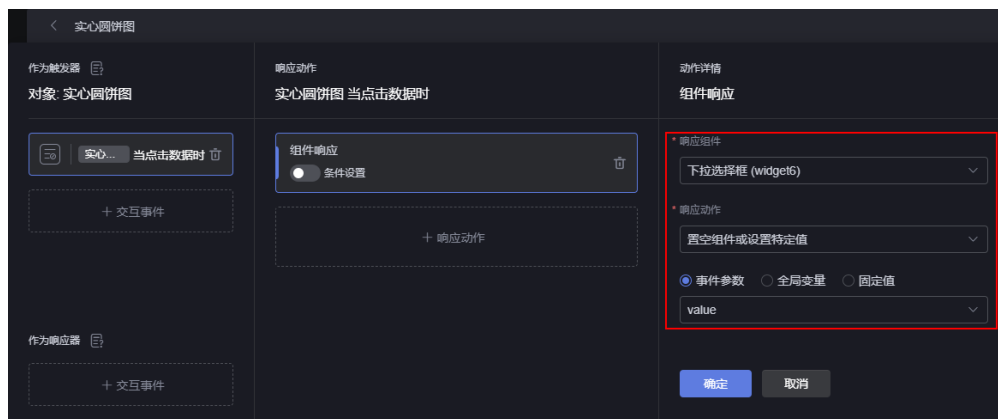 实心圆饼图
作为触发器
对象: 实心圆饼图
实心... 当点击数据时
+ 交互事件
作为响应器
+ 交互事件
响应动作
实心圆饼图 当点击数据时
组件响应
条件设置
+ 响应动作
动作详情
组件响应
* 响应组件
下拉选择框 (widget6)
* 响应动作
置空组件或设置特定值
事件参数 全局变量 固定值
value
确定 取消